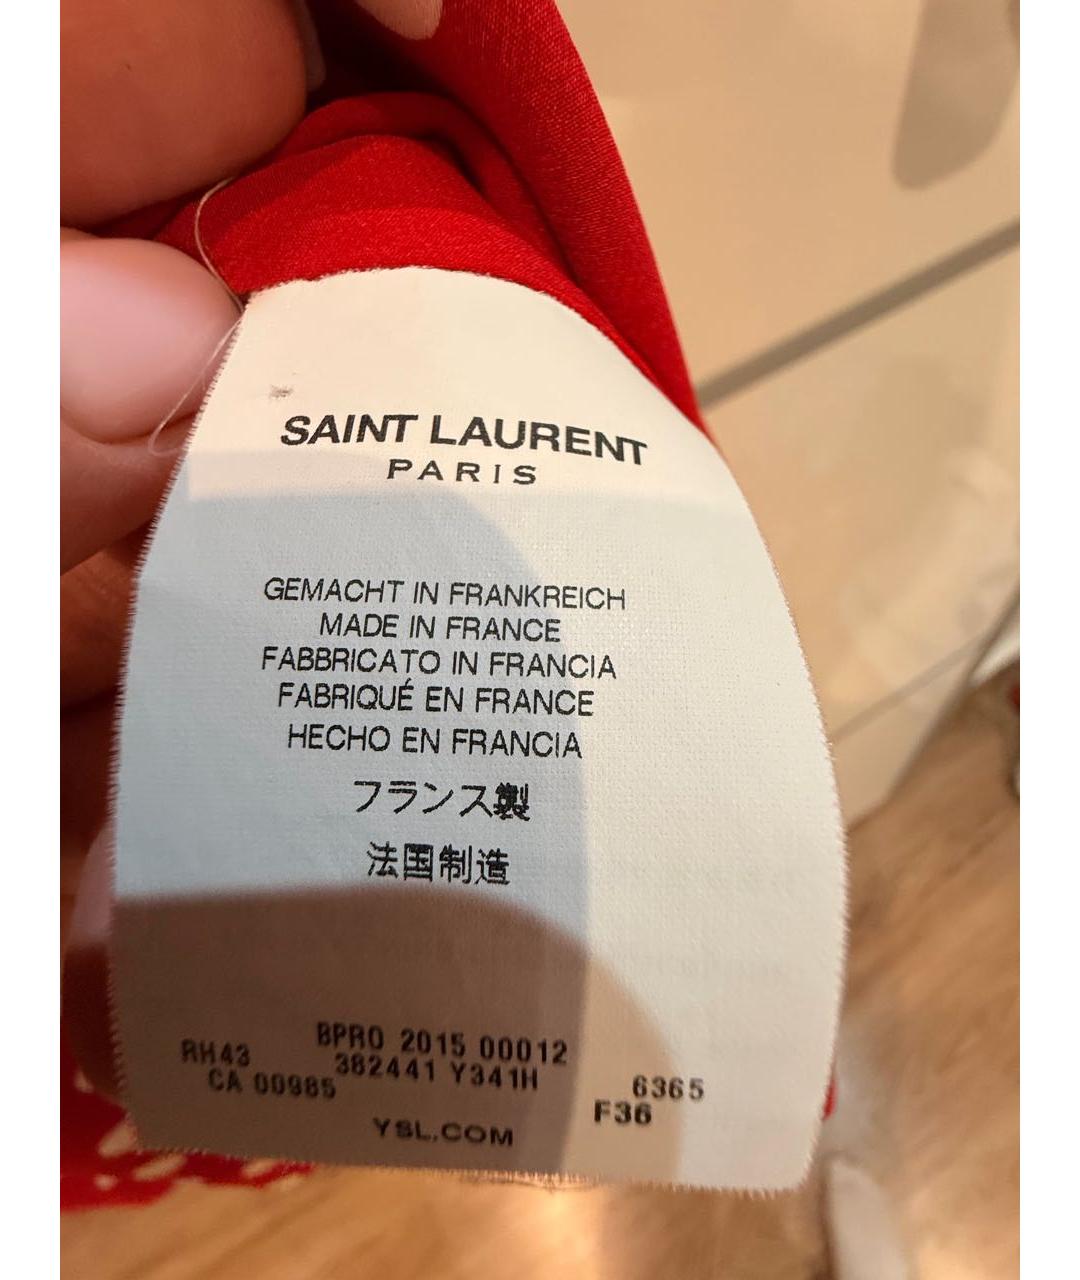 SAINT LAURENT
PARIS
GEMACHT IN FRANKREICH
MADE IN FRANCE
FABBRICATO IN FRANCIA
FABRIQUÉ EN FRANCE
HECHO EN FRANCIA
フランス製
法国制造
BPRO 2015 00012
RH43 382441 Y341H 6365
CA 00985 F36
YSL.COM